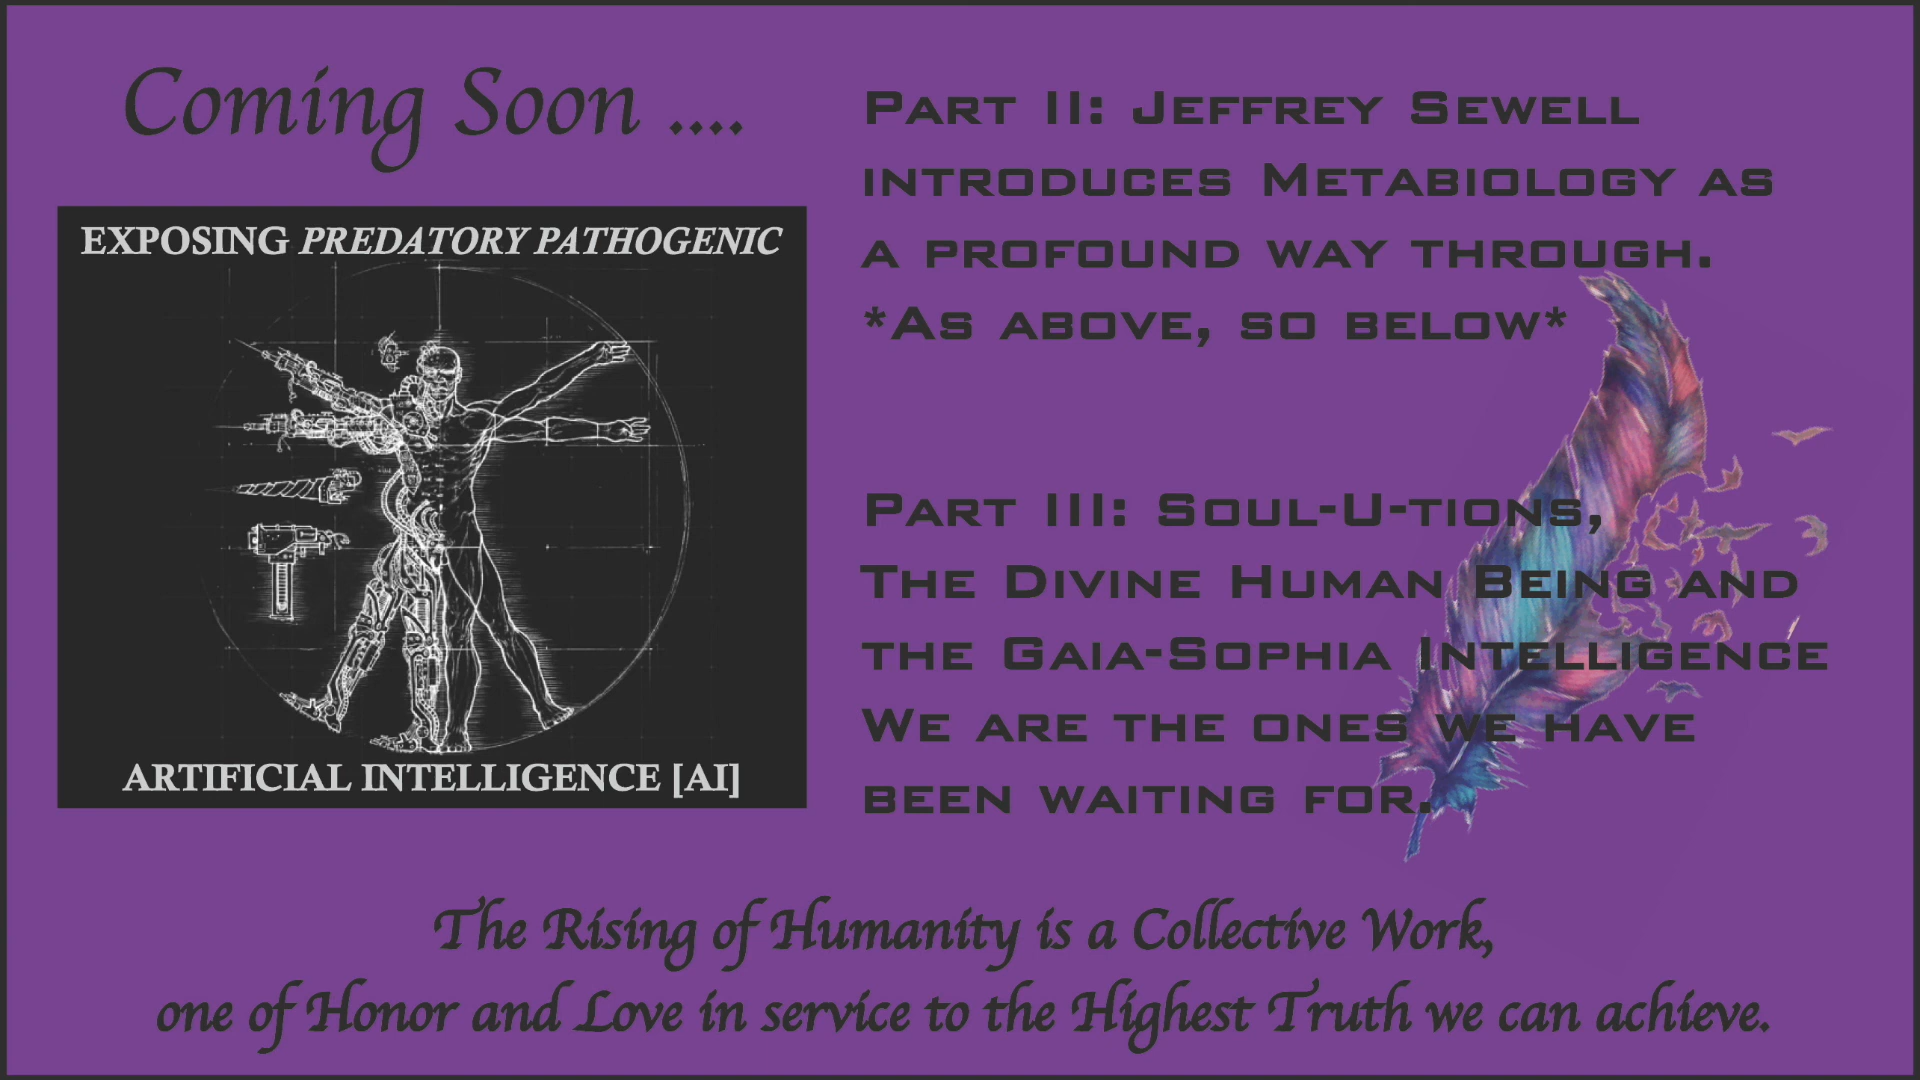 Coming Soon ....
EXPOSING PREDATORY PATHOGENIC
ARTIFICIAL INTELLIGENCE [AI]
Part II: Jeffrey Sewell
introduces Metabiology as
a profound way through.
*As above, so below*
Part III: Soul-U-tions,
The Divine Human Being and
the Gaia-Sophia Intelligence
We are the ones we have
been waiting for.
The Rising of Humanity is a Collective Work,
one of Honor and Love in service to the Highest Truth we can achieve.